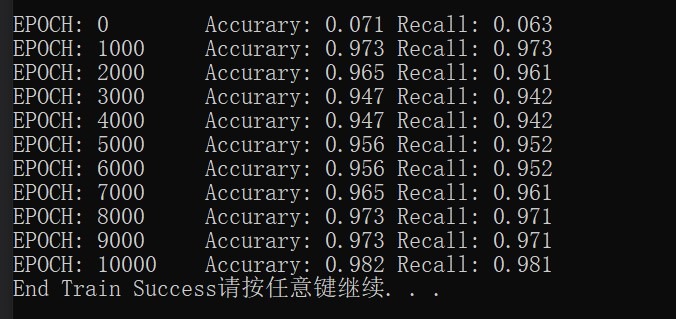 EPOCH: 0 Accurary: 0.071 Recall: 0.063
EPOCH: 1000 Accurary: 0.973 Recall: 0.973
EPOCH: 2000 Accurary: 0.965 Recall: 0.961
EPOCH: 3000 Accurary: 0.947 Recall: 0.942
EPOCH: 4000 Accurary: 0.947 Recall: 0.942
EPOCH: 5000 Accurary: 0.956 Recall: 0.952
EPOCH: 6000 Accurary: 0.956 Recall: 0.952
EPOCH: 7000 Accurary: 0.965 Recall: 0.961
EPOCH: 8000 Accurary: 0.973 Recall: 0.971
EPOCH: 9000 Accurary: 0.973 Recall: 0.971
EPOCH: 10000 Accurary: 0.982 Recall: 0.981
End Train Success请按任意键继续. . .